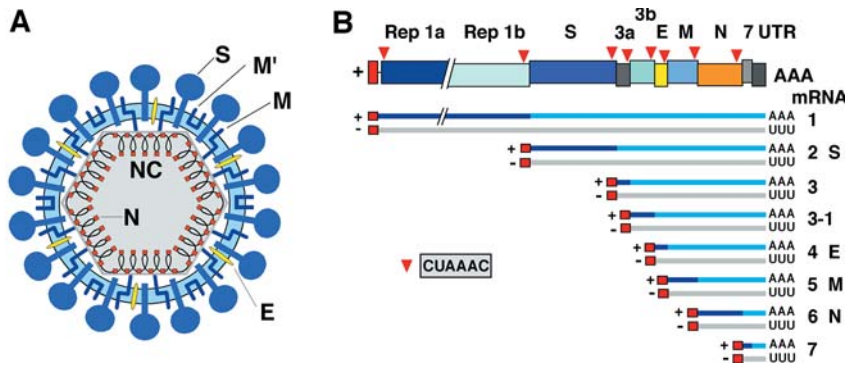 A
S
M'
M
NC
N
E
B
Rep 1a Rep 1b S 3a 3b E M N 7 UTR
+ AAA
mRNA
+ AAA 1
- UUU
+ AAA 2 S
- UUU
+ AAA 3
- UUU
+ AAA 3-1
- UUU
+ AAA 4 E
- UUU
+ AAA 5 M
- UUU
+ AAA 6 N
- UUU
+ AAA 7
- UUU
CUAAAC